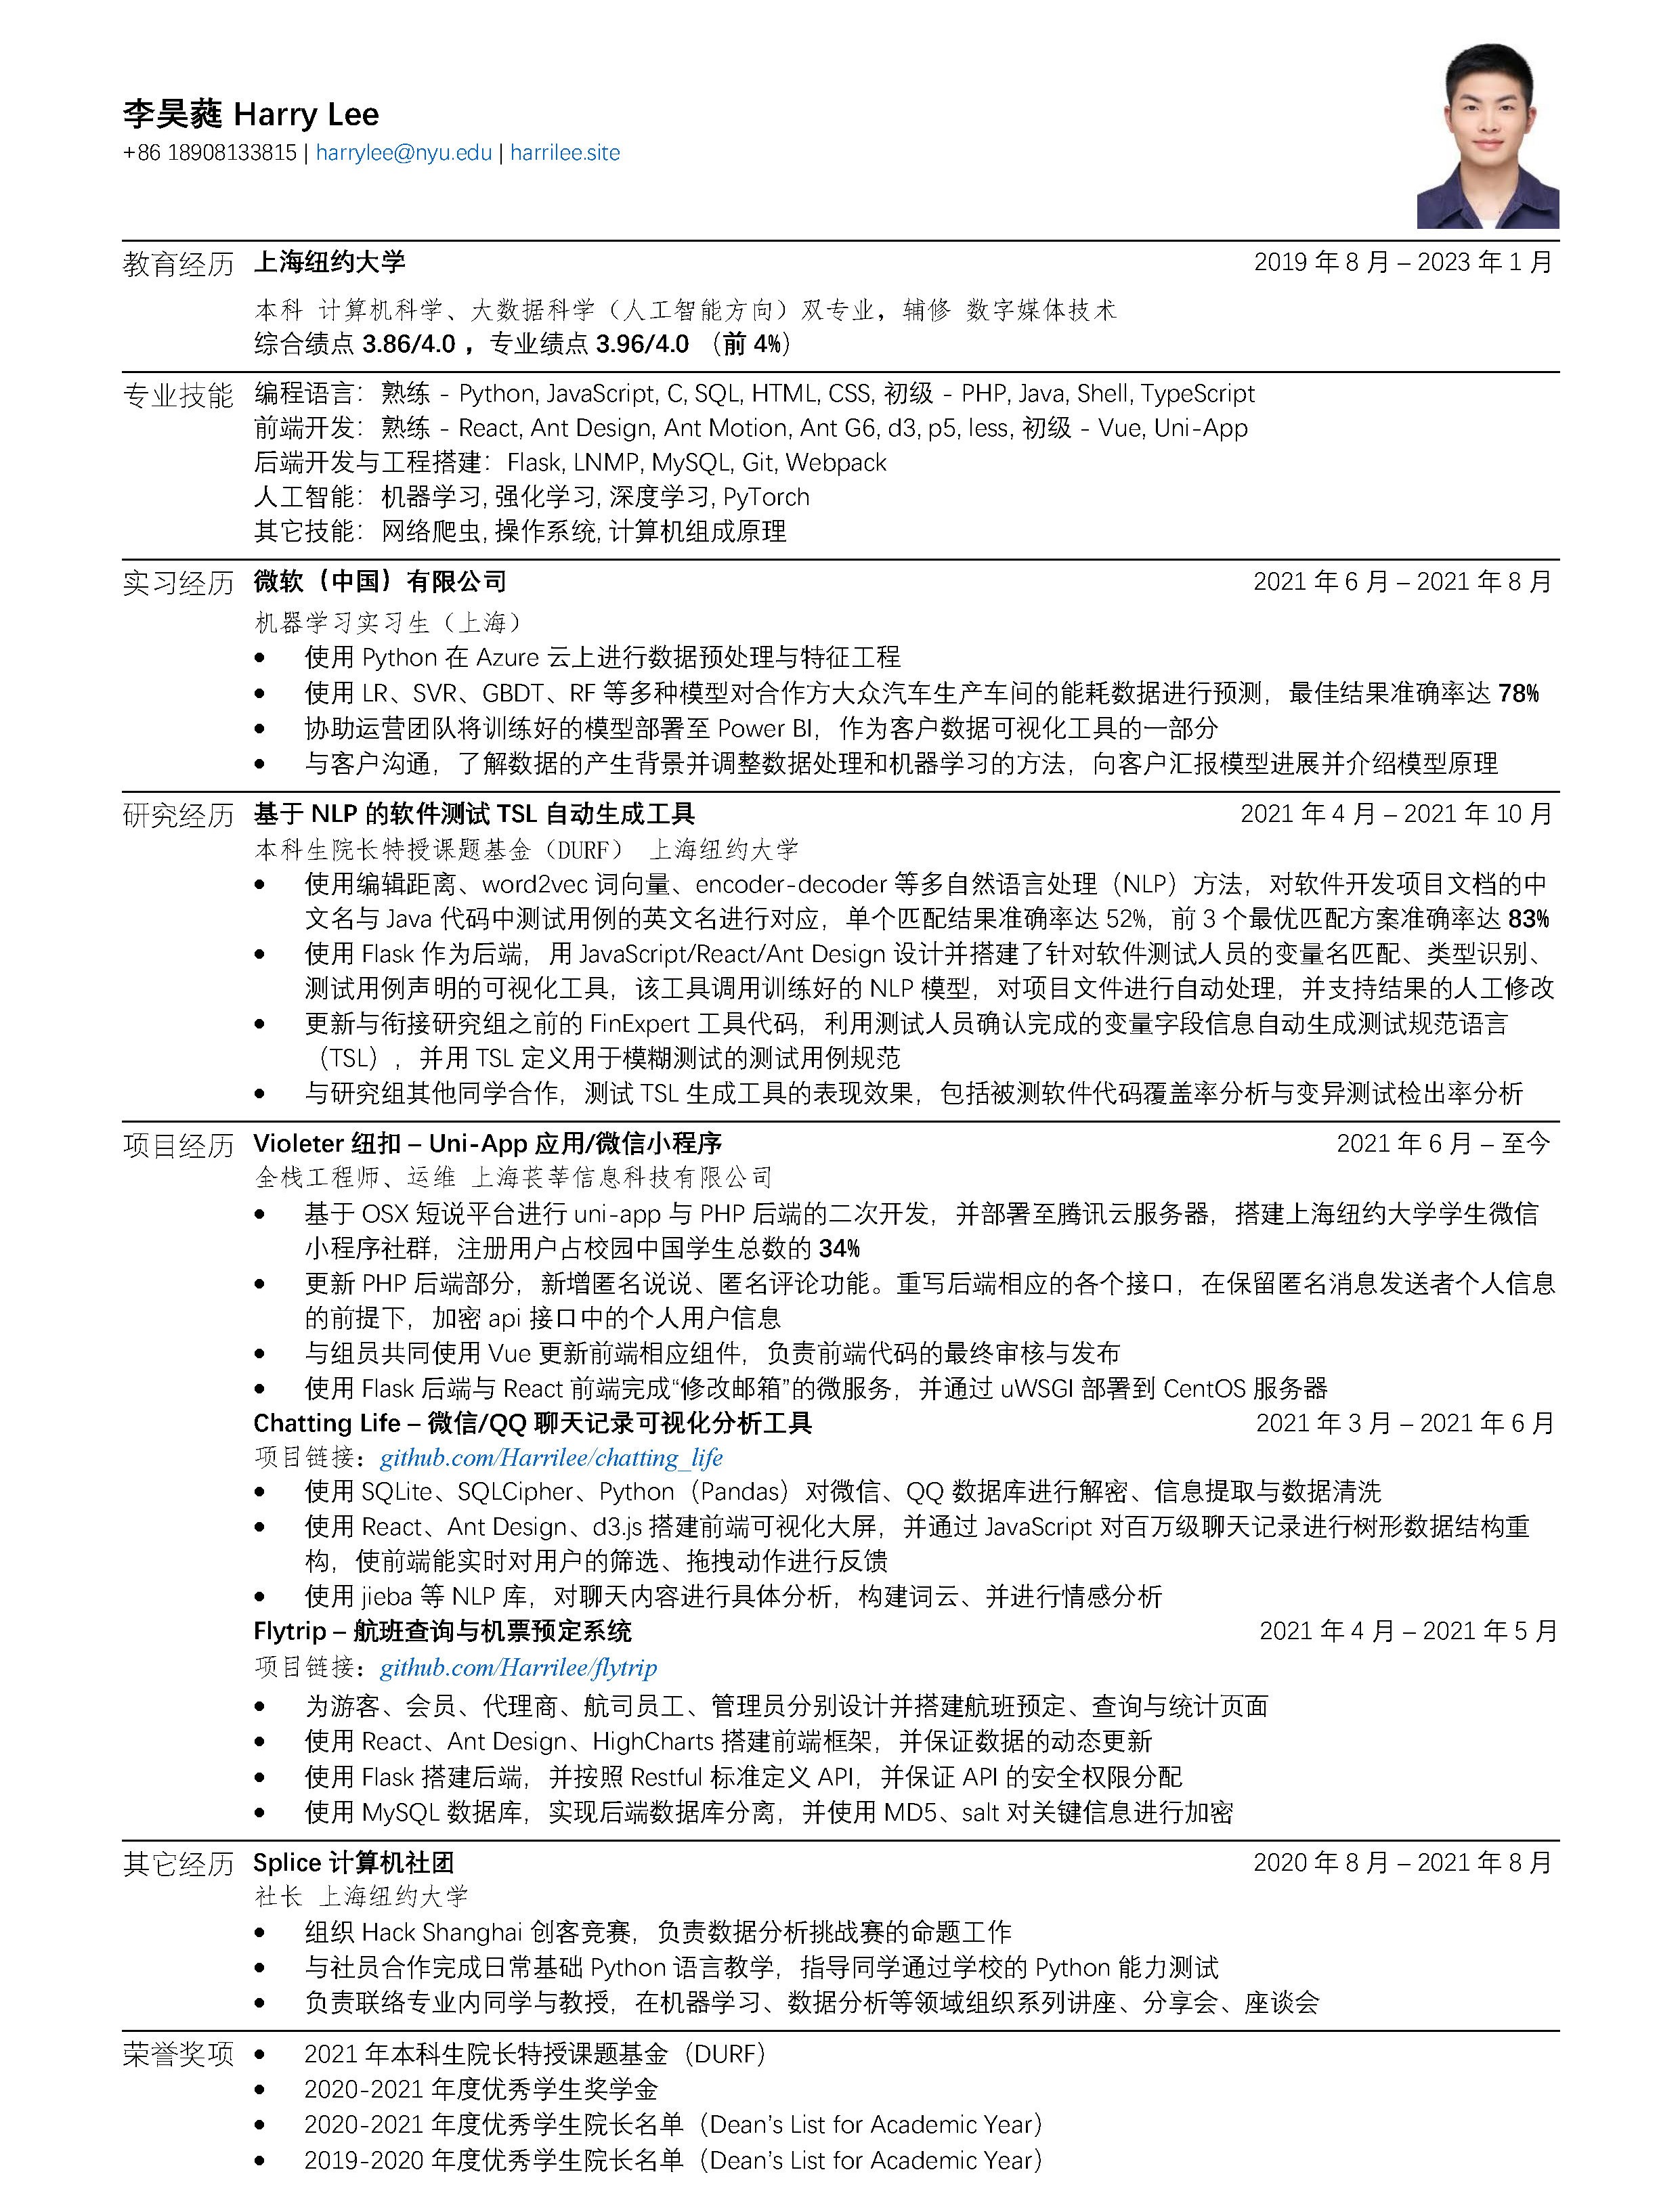 李昊蕤 Harry Lee
+86 18908133815 | harrylee@nyu.edu | harrilee.site
教育经历 上海纽约大学 2019 年 8 月 – 2023 年 1 月
本科 计算机科学、大数据科学（人工智能方向）双专业，辅修 数字媒体技术
综合绩点 3.86/4.0 ，专业绩点 3.96/4.0 （前 4%）
专业技能 编程语言：熟练 - Python, JavaScript, C, SQL, HTML, CSS, 初级 - PHP, Java, Shell, TypeScript
前端开发：熟练 - React, Ant Design, Ant Motion, Ant G6, d3, p5, less, 初级 - Vue, Uni-App
后端开发与工程搭建：Flask, LNMP, MySQL, Git, Webpack
人工智能：机器学习, 强化学习, 深度学习, PyTorch
其它技能：网络爬虫, 操作系统, 计算机组成原理
实习经历 微软（中国）有限公司 2021 年 6 月 – 2021 年 8 月
机器学习实习生（上海）
• 使用 Python 在 Azure 云上进行数据预处理与特征工程
• 使用 LR、SVR、GBDT、RF 等多种模型对合作方大众汽车生产车间的能耗数据进行预测，最佳结果准确率达 78%
• 协助运营团队将训练好的模型部署至 Power BI，作为客户数据可视化工具的一部分
• 与客户沟通，了解数据的产生背景并调整数据处理和机器学习的方法，向客户汇报模型进展并介绍模型原理
研究经历 基于 NLP 的软件测试 TSL 自动生成工具 2021 年 4 月 – 2021 年 10 月
本科生院长特授课题基金（DURF） 上海纽约大学
• 使用编辑距离、word2vec 词向量、encoder-decoder 等多自然语言处理（NLP）方法，对软件开发项目文档的中
文名与 Java 代码中测试用例的英文名进行对应，单个匹配结果准确率达 52%，前 3 个最优匹配方案准确率达 83%
• 使用 Flask 作为后端，用 JavaScript/React/Ant Design 设计并搭建了针对软件测试人员的变量名匹配、类型识别、
测试用例声明的可视化工具，该工具调用训练好的 NLP 模型，对项目文件进行自动处理，并支持结果的人工修改
• 更新与衔接研究组之前的 FinExpert 工具代码，利用测试人员确认完成的变量字段信息自动生成测试规范语言
（TSL），并用 TSL 定义用于模糊测试的测试用例规范
• 与研究组其他同学合作，测试 TSL 生成工具的表现效果，包括被测软件代码覆盖率分析与变异测试检出率分析
项目经历 Violeter 纽扣 – Uni-App 应用/微信小程序 2021 年 6 月 – 至今
全栈工程师、运维 上海苌莘信息科技有限公司
• 基于 OSX 短说平台进行 uni-app 与 PHP 后端的二次开发，并部署至腾讯云服务器，搭建上海纽约大学学生微信
小程序社群，注册用户占校园中国学生总数的 34%
• 更新 PHP 后端部分，新增匿名说说、匿名评论功能。重写后端相应的各个接口，在保留匿名消息发送者个人信息
的前提下，加密 api 接口中的个人用户信息
• 与组员共同使用 Vue 更新前端相应组件，负责前端代码的最终审核与发布
• 使用 Flask 后端与 React 前端完成“修改邮箱”的微服务，并通过 uWSGI 部署到 CentOS 服务器
Chatting Life – 微信/QQ 聊天记录可视化分析工具 2021 年 3 月 – 2021 年 6 月
项目链接：github.com/Harrilee/chatting_life
• 使用 SQLite、SQLCipher、Python（Pandas）对微信、QQ 数据库进行解密、信息提取与数据清洗
• 使用 React、Ant Design、d3.js 搭建前端可视化大屏，并通过 JavaScript 对百万级聊天记录进行树形数据结构重
构，使前端能实时对用户的筛选、拖拽动作进行反馈
• 使用 jieba 等 NLP 库，对聊天内容进行具体分析，构建词云、并进行情感分析
Flytrip – 航班查询与机票预定系统 2021 年 4 月 – 2021 年 5 月
项目链接：github.com/Harrilee/flytrip
• 为游客、会员、代理商、航司员工、管理员分别设计并搭建航班预定、查询与统计页面
• 使用 React、Ant Design、HighCharts 搭建前端框架，并保证数据的动态更新
• 使用 Flask 搭建后端，并按照 Restful 标准定义 API，并保证 API 的安全权限分配
• 使用 MySQL 数据库，实现后端数据库分离，并使用 MD5、salt 对关键信息进行加密
其它经历 Splice 计算机社团 2020 年 8 月 – 2021 年 8 月
社长 上海纽约大学
• 组织 Hack Shanghai 创客竞赛，负责数据分析挑战赛的命题工作
• 与社员合作完成日常基础 Python 语言教学，指导同学通过学校的 Python 能力测试
• 负责联络专业内同学与教授，在机器学习、数据分析等领域组织系列讲座、分享会、座谈会
荣誉奖项 • 2021 年本科生院长特授课题基金（DURF）
• 2020-2021 年度优秀学生奖学金
• 2020-2021 年度优秀学生院长名单（Dean’s List for Academic Year）
• 2019-2020 年度优秀学生院长名单（Dean’s List for Academic Year）